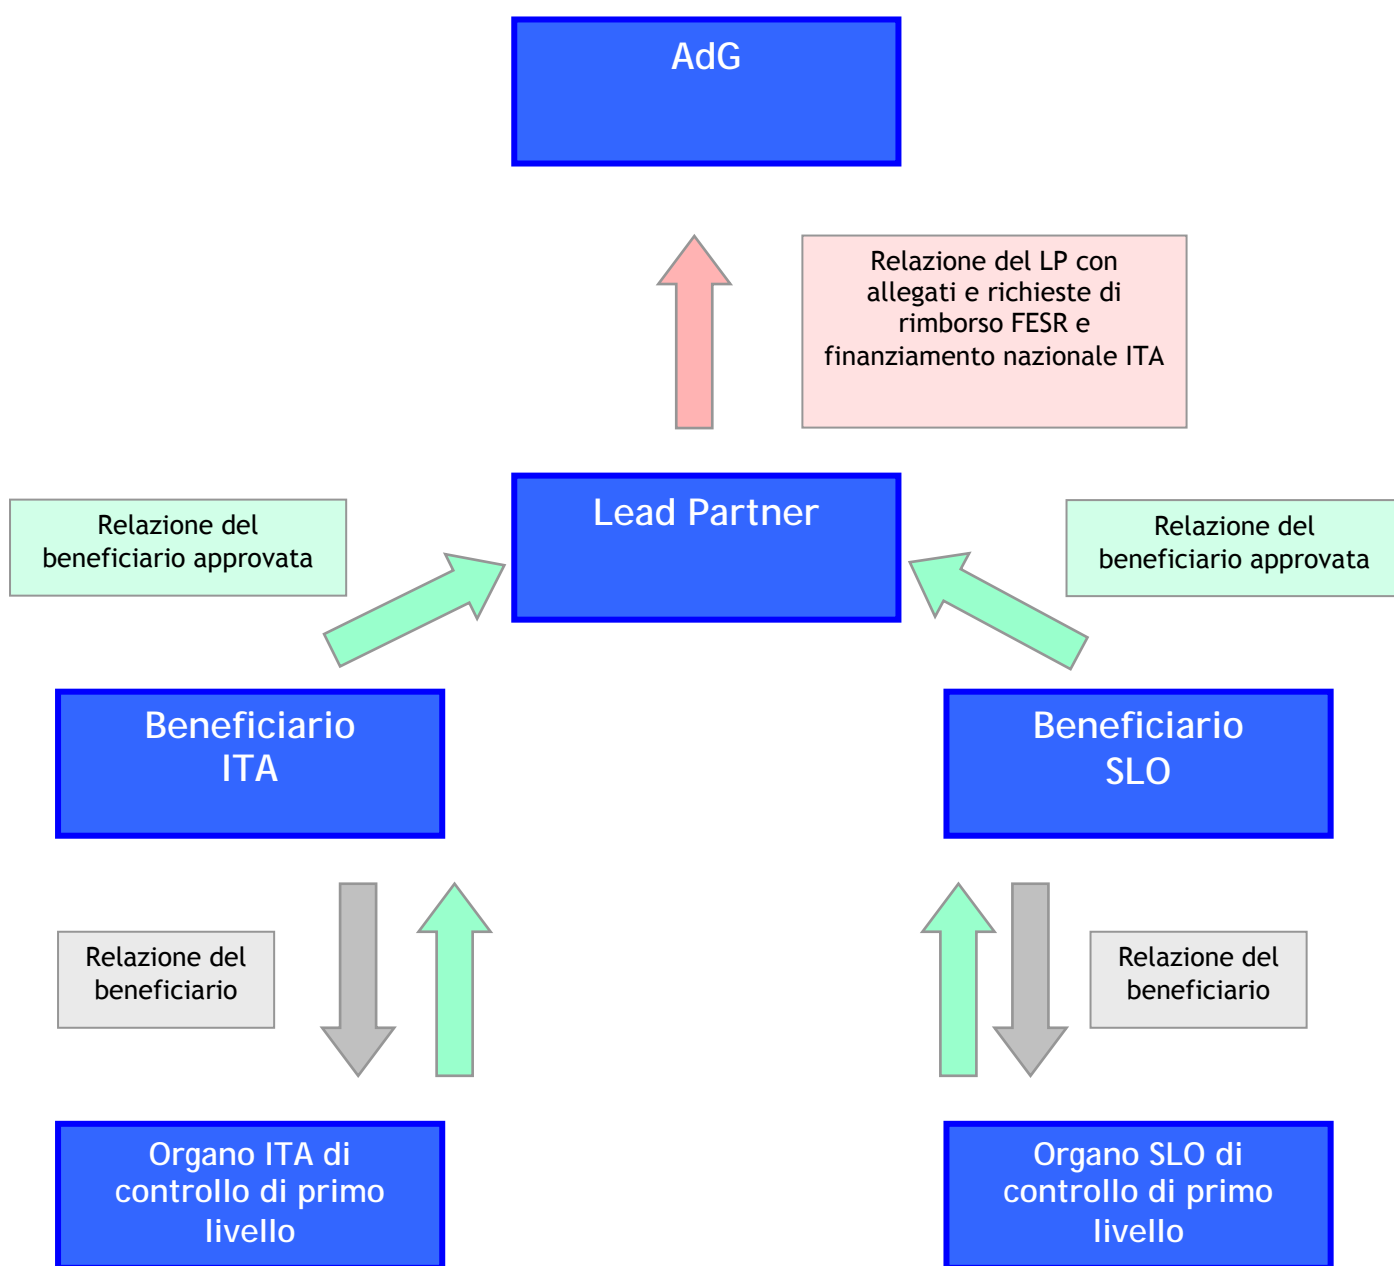 AdG
Relazione del LP con
allegati e richieste di
rimborso FESR e
finanziamento nazionale ITA
Lead Partner
Relazione del
beneficiario approvata
Relazione del
beneficiario approvata
Beneficiario
ITA
Beneficiario
SLO
Relazione del
beneficiario
Relazione del
beneficiario
Organo ITA di
controllo di primo
livello
Organo SLO di
controllo di primo
livello